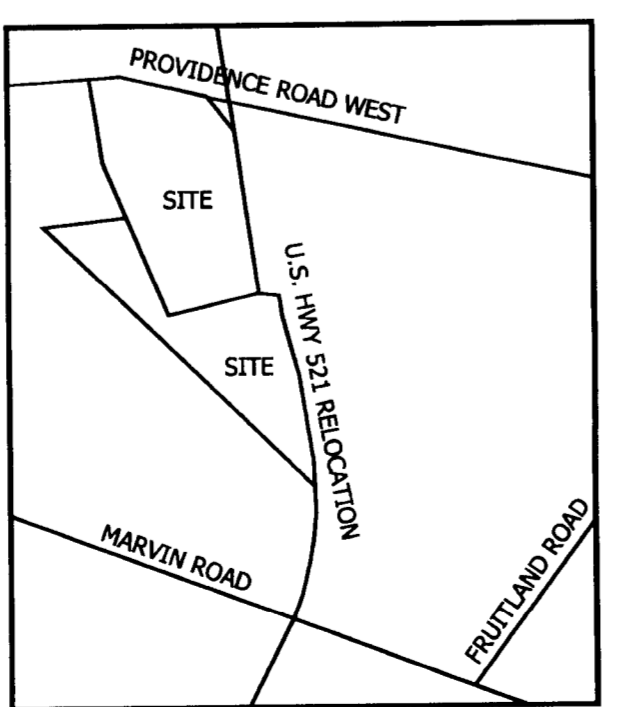 PROVIDENCE ROAD WEST
SITE
U.S. HWY 521 RELOCATION
SITE
MARVIN ROAD
FRUITLAND ROAD